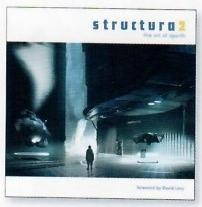 structura2
the art of sparth
foreword by David Levy